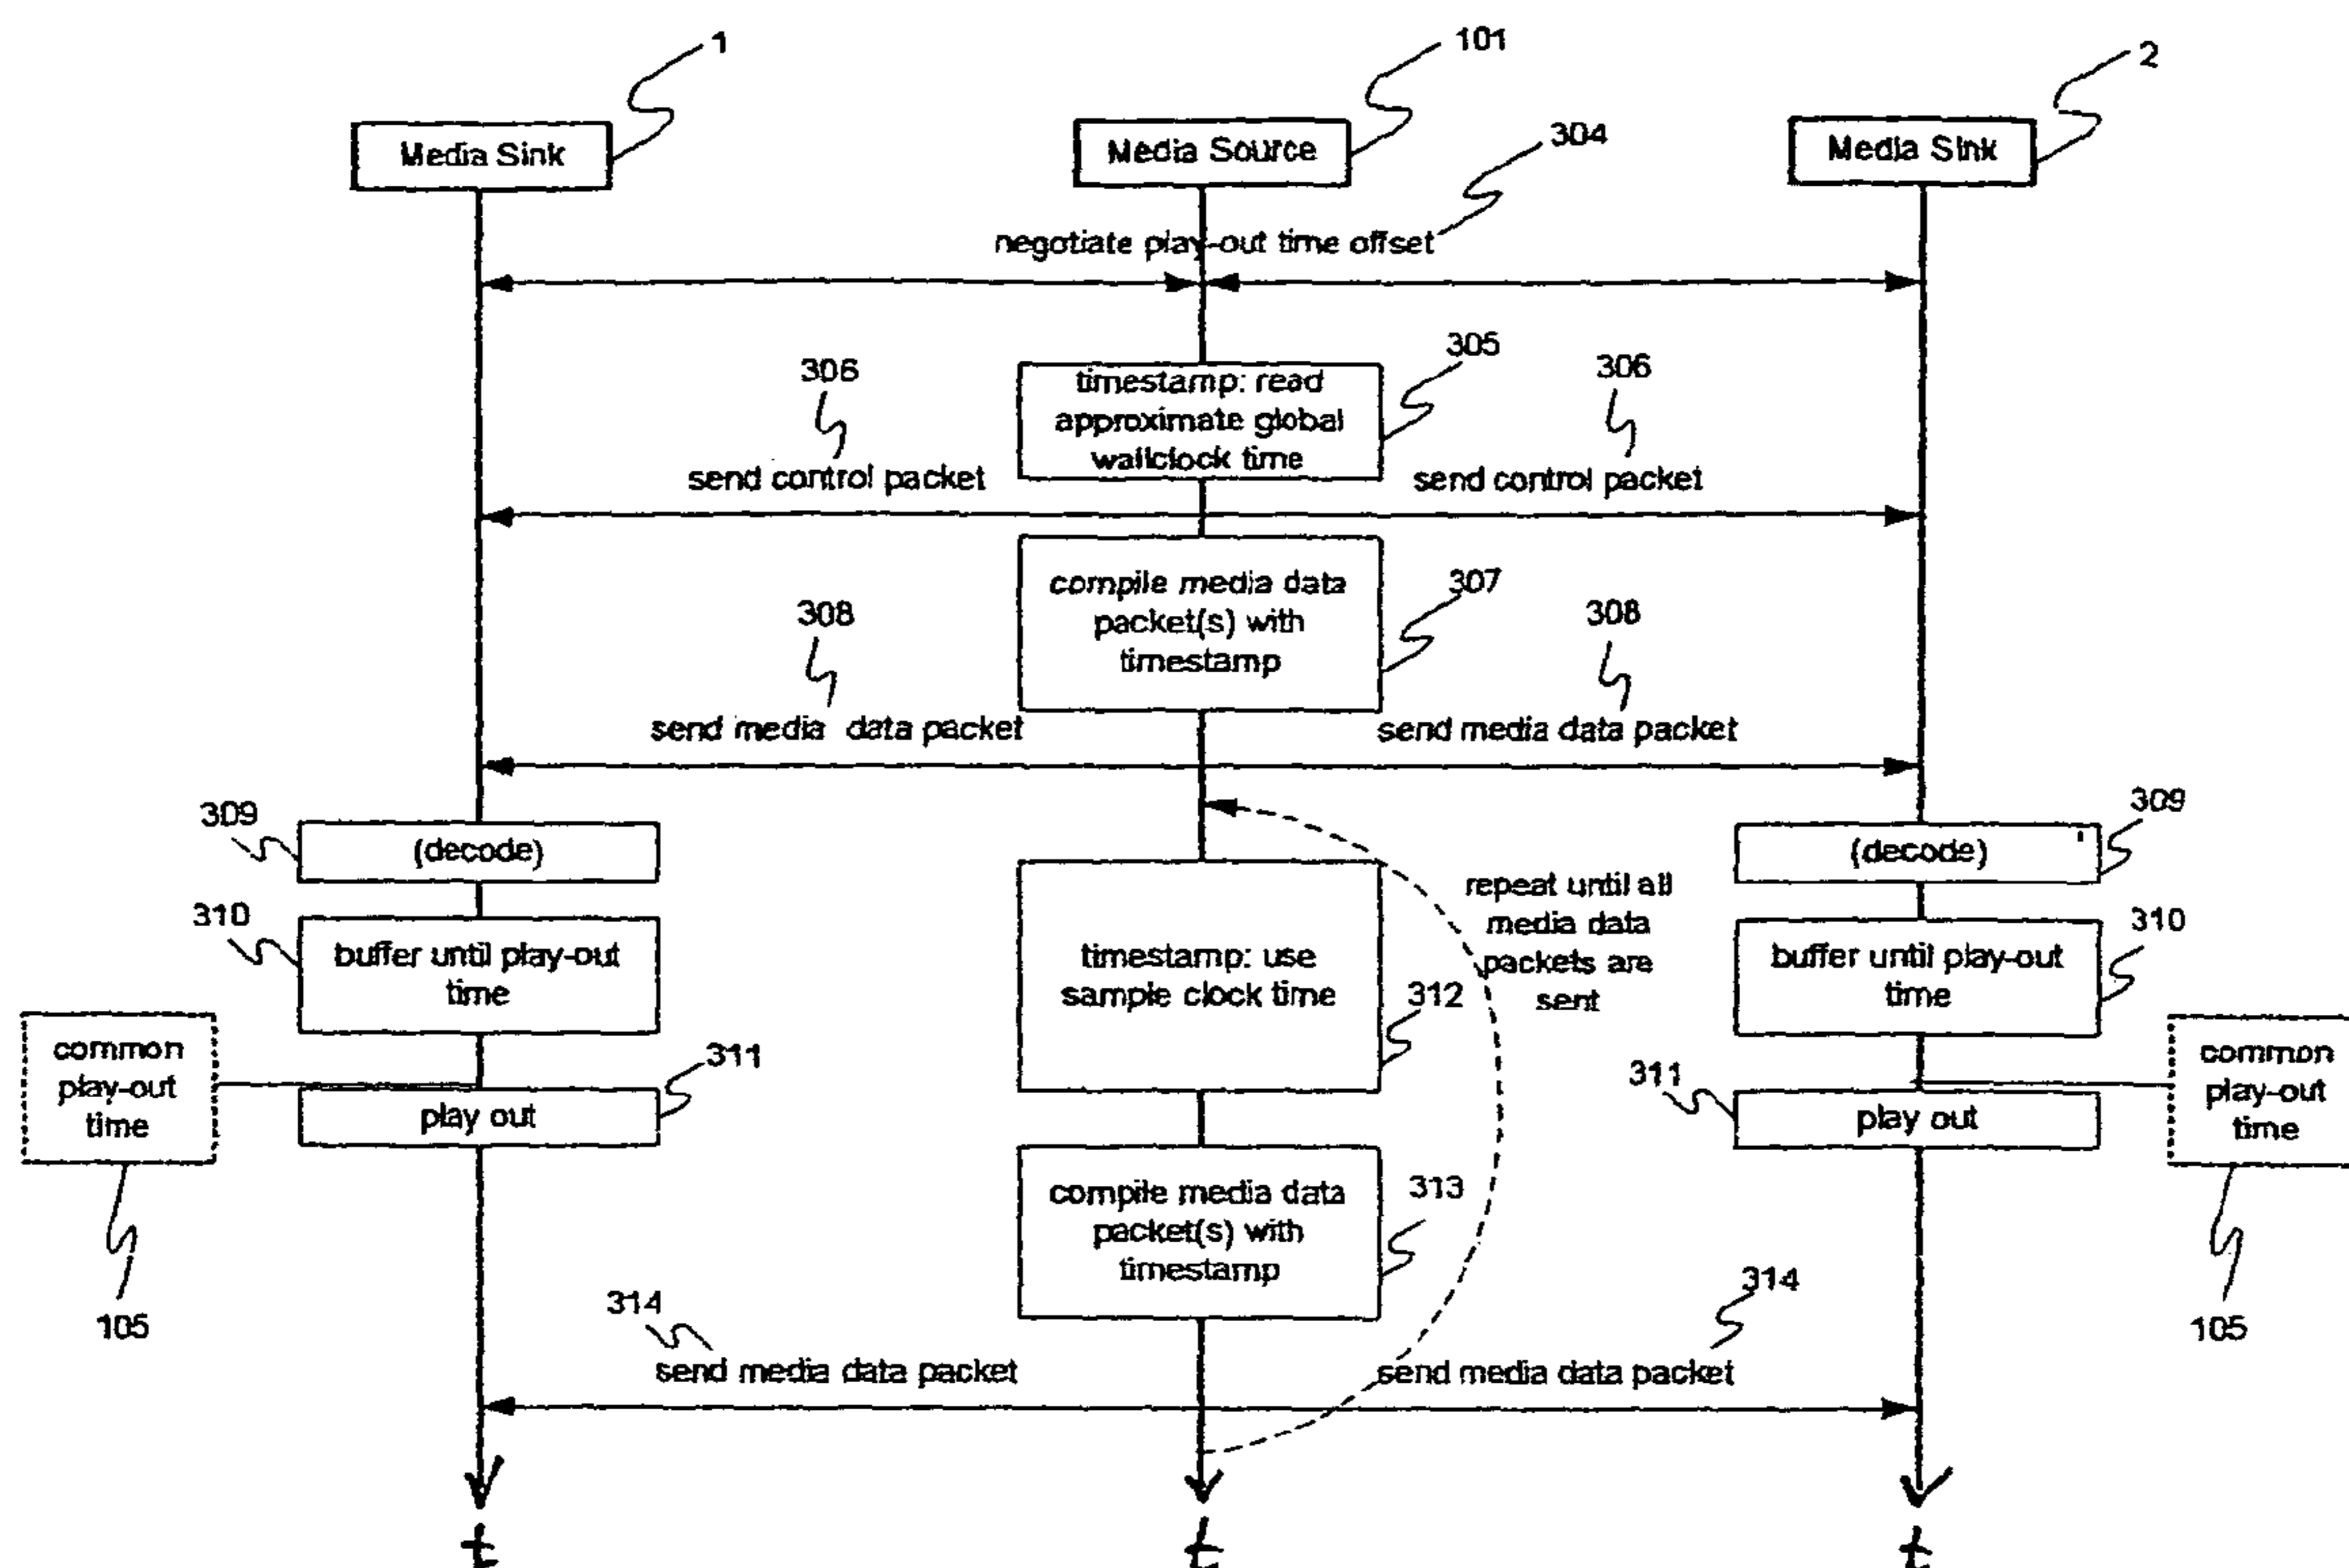 1
101
2
Media Sink
Media Source
Media Sink
304
negotiate play-out time offset
305
306
306
timestamp: read
approximate global
wallclock time
send control packet
send control packet
307
308
308
compile media data
packet(s) with
timestamp
send media data packet
send media data packet
309
309
(decode)
(decode)
310
310
buffer until play-out
time
repeat until all
media data
packets are
sent
buffer until play-out
time
timestamp: use
sample clock time
312
common
play-out
time
311
311
common
play-out
time
play out
play out
313
compile media data
packet(s) with
timestamp
105
105
314
314
send media data packet
send media data packet
t
t
t